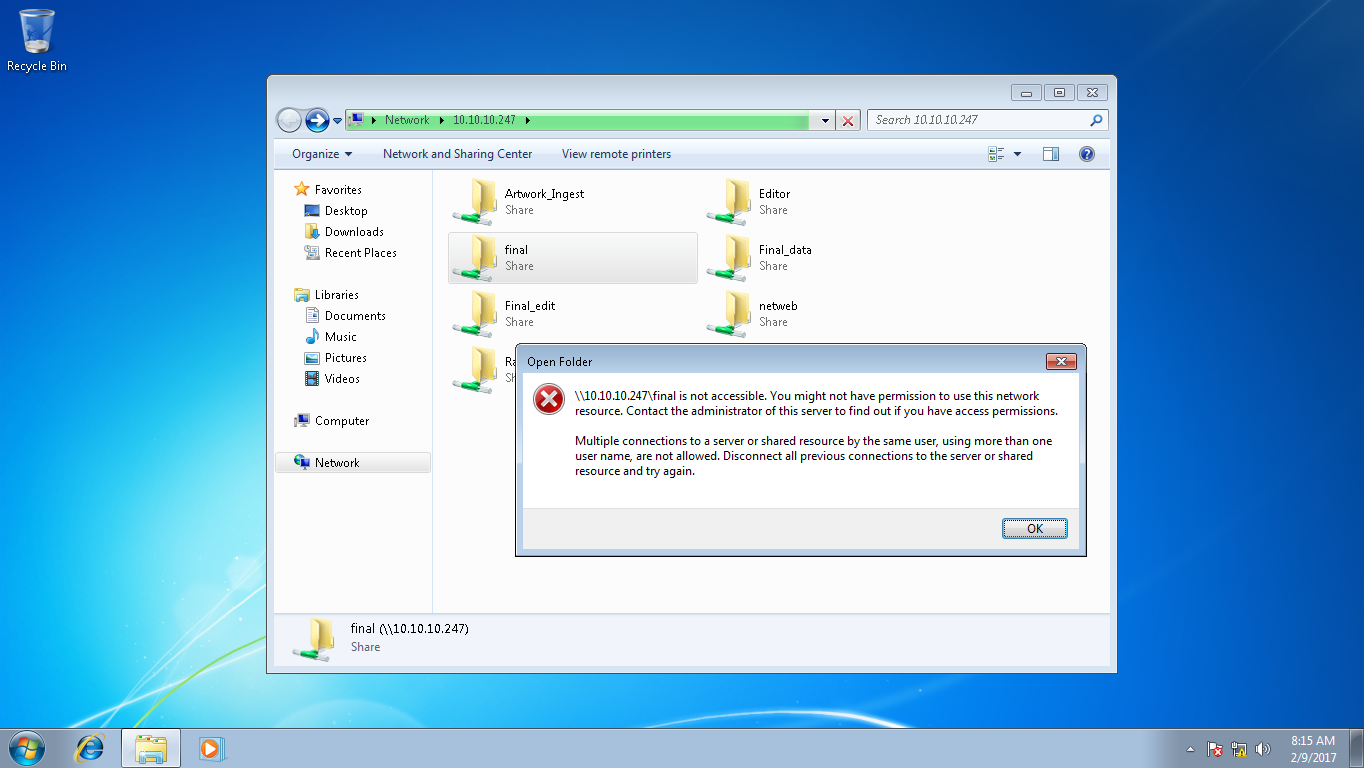 Recycle Bin
Network
10.10.10.247
Search 10.10.10.247
Organize
Network and Sharing Center
View remote printers
Favorites
Desktop
Downloads
Recent Places
Libraries
Documents
Music
Pictures
Videos
Computer
Network
Artwork_Ingest
Share
Editor
Share
final
Share
Final_data
Share
Final_edit
Share
netweb
Share
Open Folder
\\10.10.10.247\final is not accessible. You might not have permission to use this network
resource. Contact the administrator of this server to find out if you have access permissions.
Multiple connections to a server or shared resource by the same user, using more than one
user name, are not allowed. Disconnect all previous connections to the server or shared
resource and try again.
OK
final (\\10.10.10.247)
Share
8:15 AM
2/9/2017